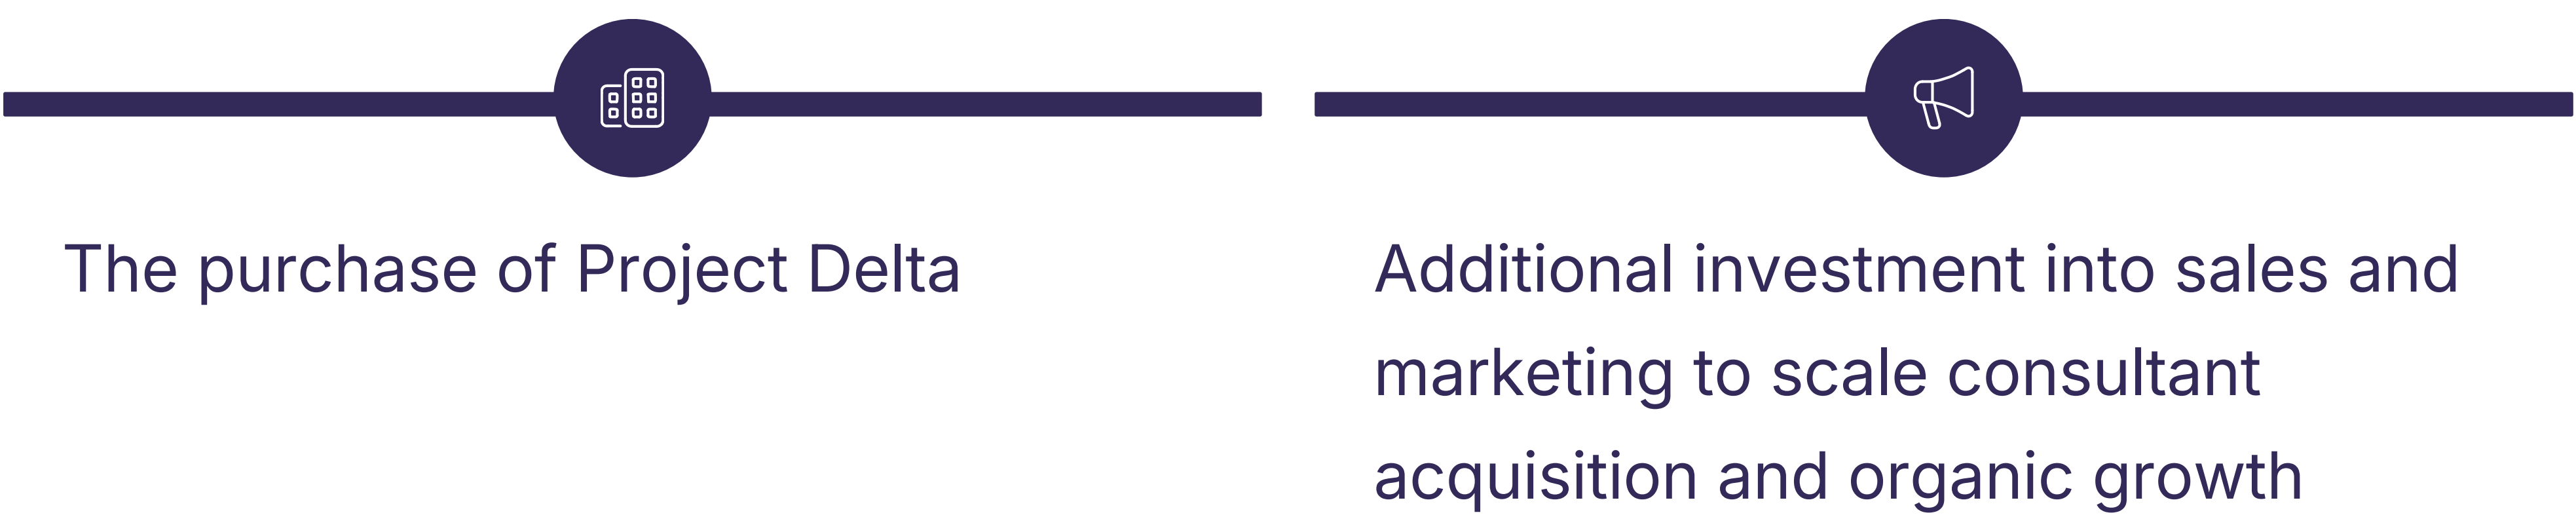 The purchase of Project Delta
Additional investment into sales and
marketing to scale consultant
acquisition and organic growth